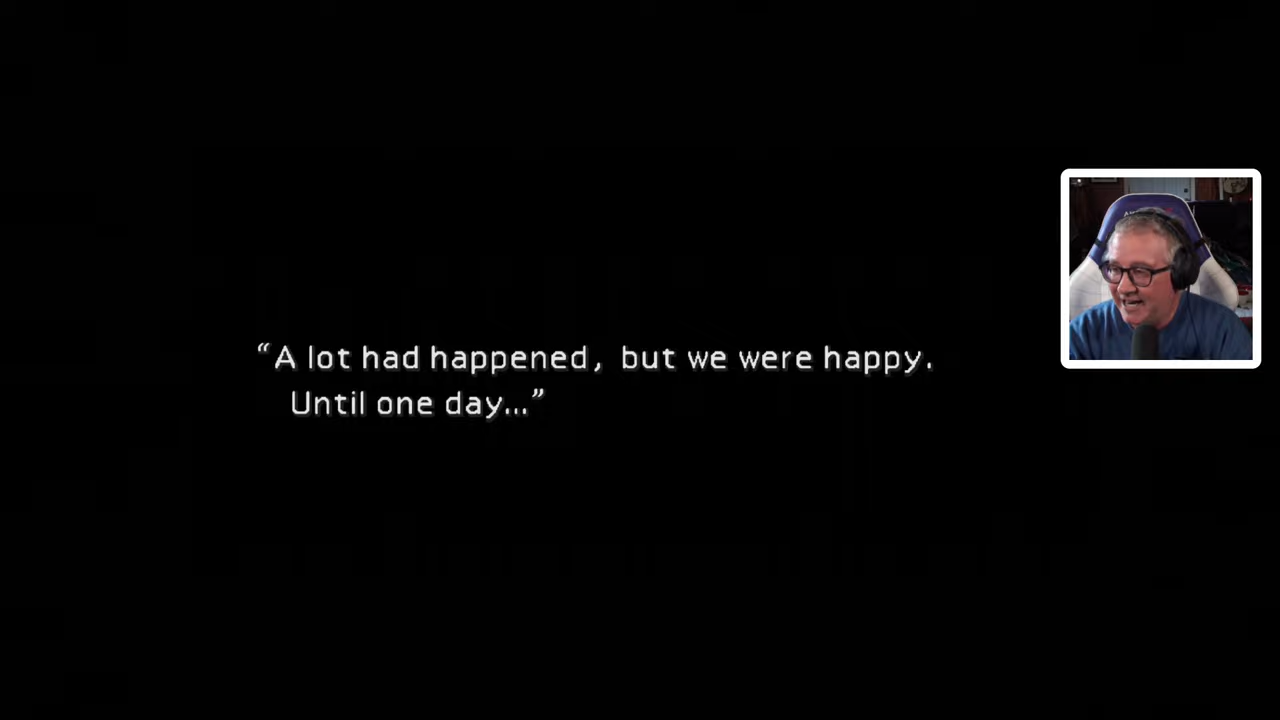 “A lot had happened, but we were happy.
Until one day...”